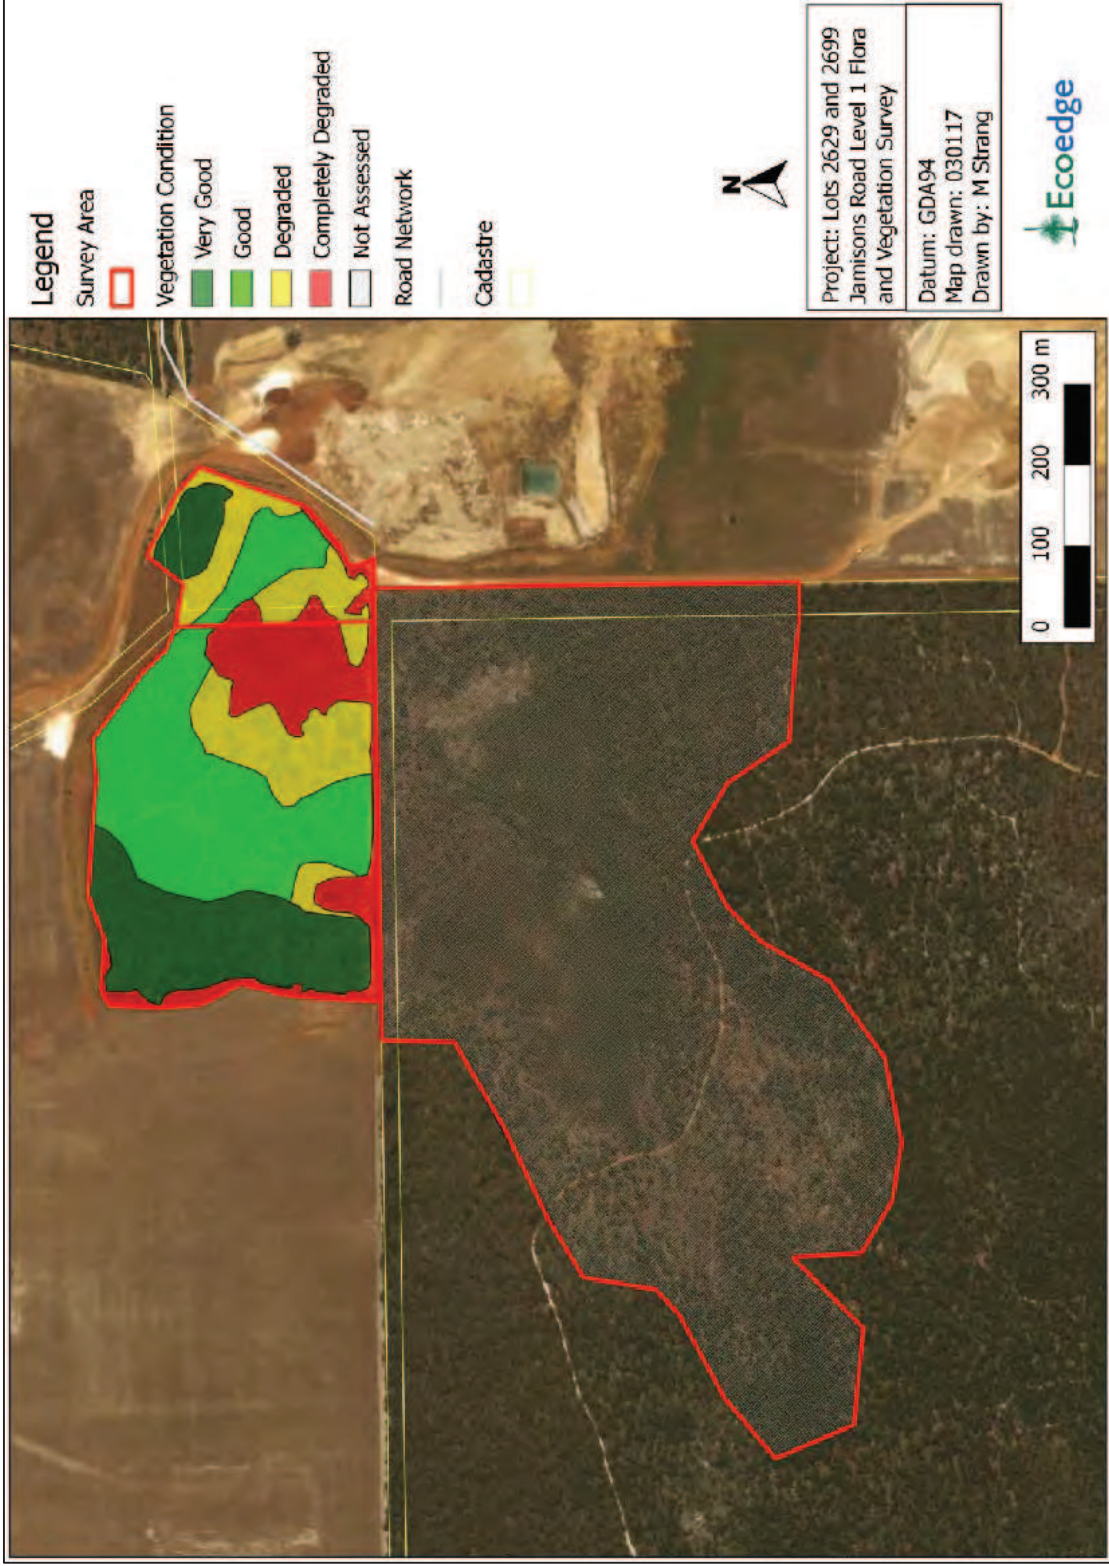 Legend
Survey Area
Vegetation Condition
Very Good
Good
Degraded
Completely Degraded
Not Assessed
Road Network
Cadastre
N
Project: Lots 2629 and 2699
Jamisons Road Level 1 Flora
and Vegetation Survey
Datum: GDA94
Map drawn: 030117
Drawn by: M Strang
Ecoedge
0 100 200 300 m